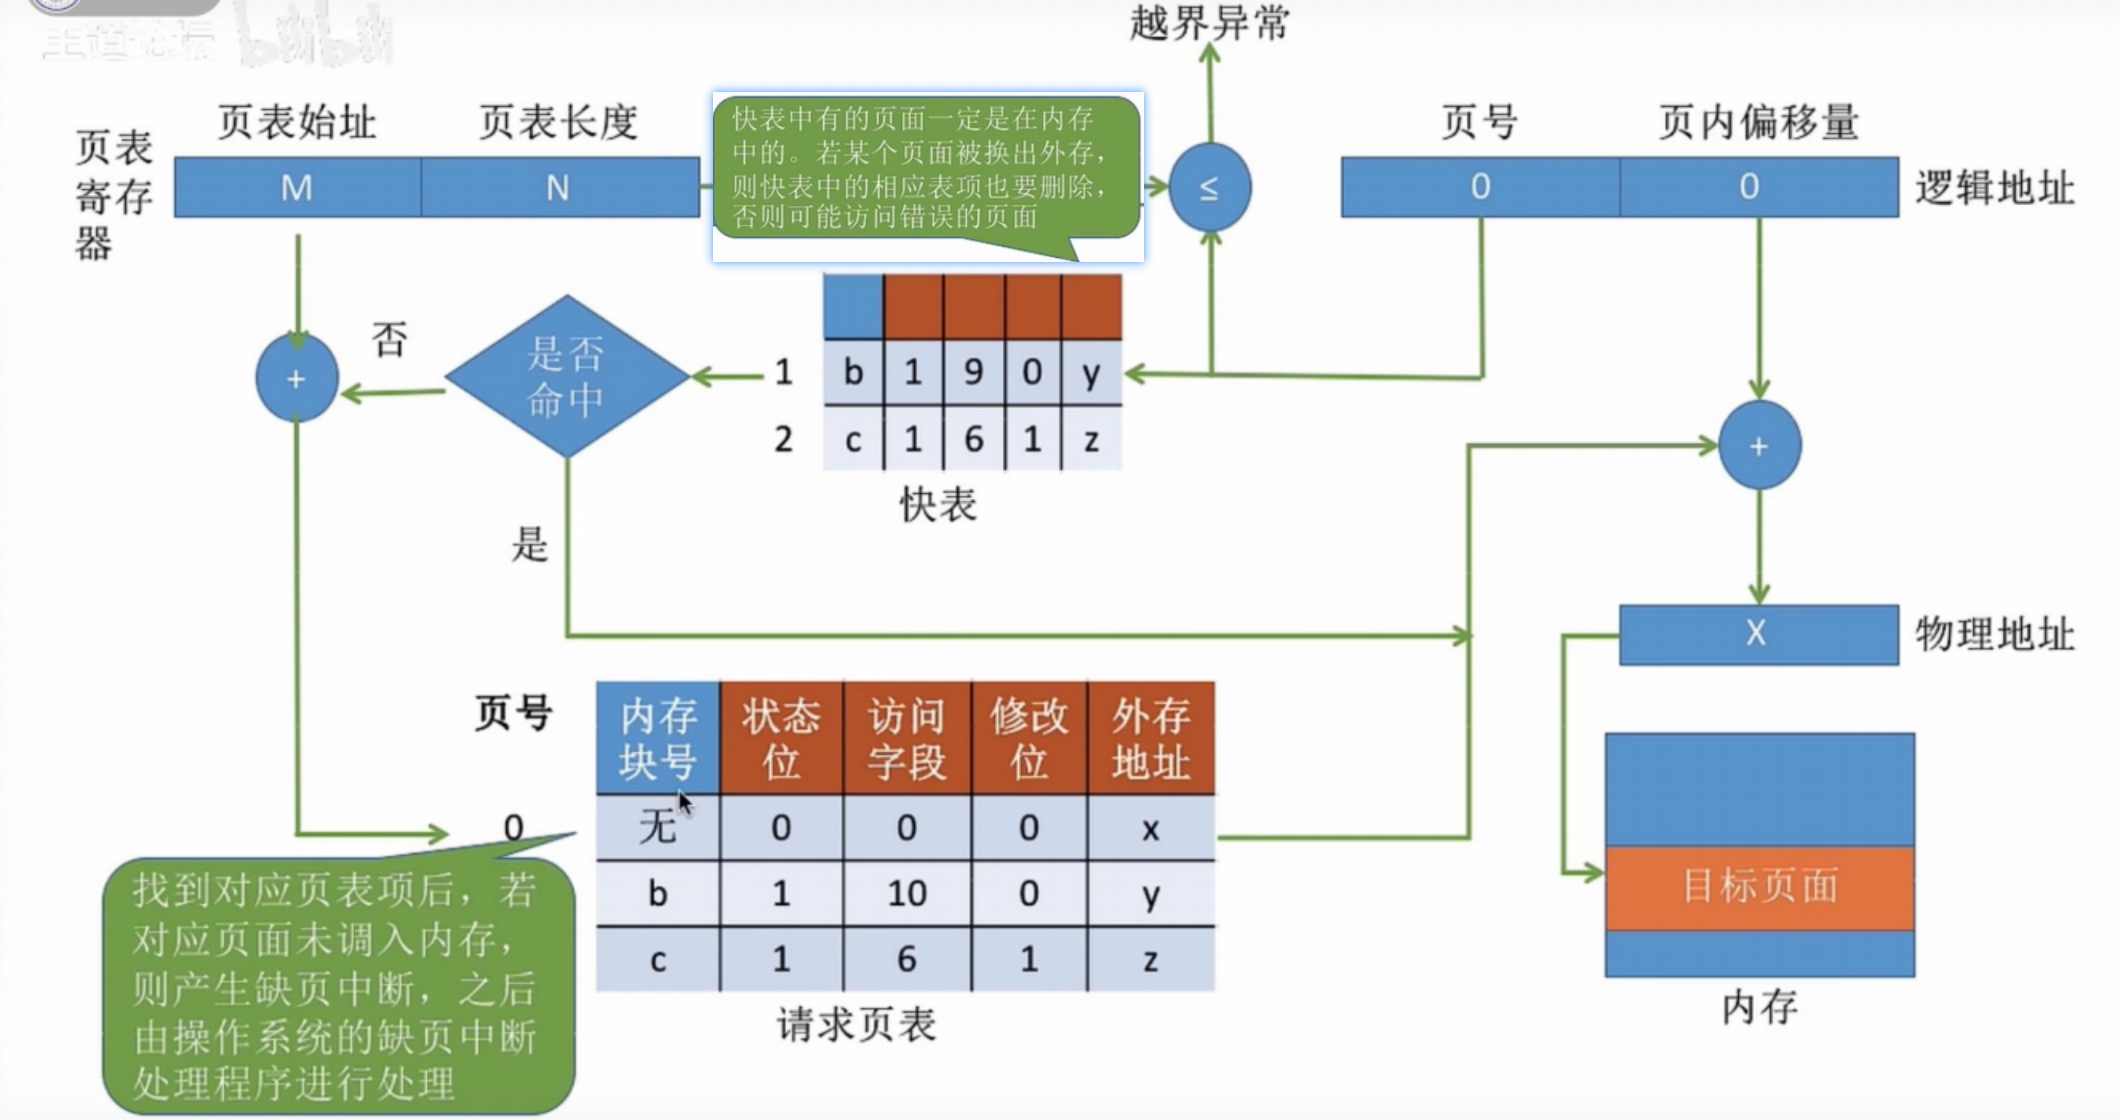 王道论坛 bilibili
越界异常
页表始址 页表长度
页表
寄存
器
M N
快表中有的页面一定是在内存
中的。若某个页面被换出外存，
则快表中的相应表项也要删除，
否则可能访问错误的页面
≤
页号 页内偏移量
0 0 逻辑地址
+
否
是否
命中
1 b 1 9 0 y
2 c 1 6 1 z
快表
是
+
X 物理地址
页号
内存
块号
状态
位
访问
字段
修改
位
外存
地址
0 无 0 0 0 x
b 1 10 0 y
c 1 6 1 z
请求页表
找到对应页表项后，若
对应页面未调入内存，
则产生缺页中断，之后
由操作系统的缺页中断
处理程序进行处理
目标页面
内存